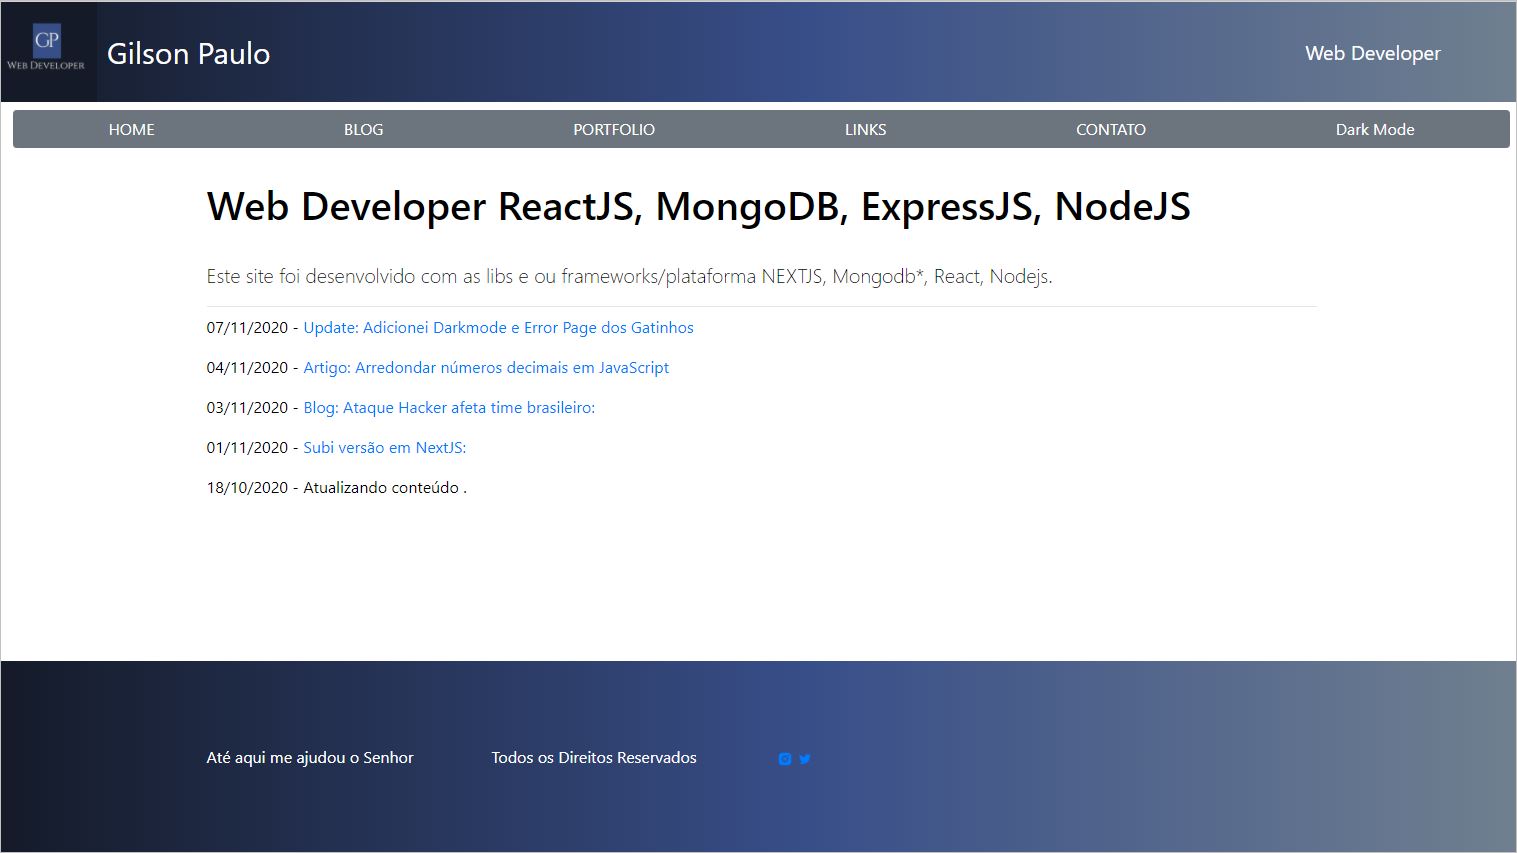 GP
WEB DEVELOPER
Gilson Paulo
Web Developer
HOME BLOG PORTFOLIO LINKS CONTATO Dark Mode
Web Developer ReactJS, MongoDB, ExpressJS, NodeJS
Este site foi desenvolvido com as libs e ou frameworks/plataforma NEXTJS, Mongodb*, React, Nodejs.
07/11/2020 - Update: Adicionei Darkmode e Error Page dos Gatinhos
04/11/2020 - Artigo: Arredondar números decimais em JavaScript
03/11/2020 - Blog: Ataque Hacker afeta time brasileiro:
01/11/2020 - Subi versão em NextJS:
18/10/2020 - Atualizando conteúdo .
Até aqui me ajudou o Senhor Todos os Direitos Reservados